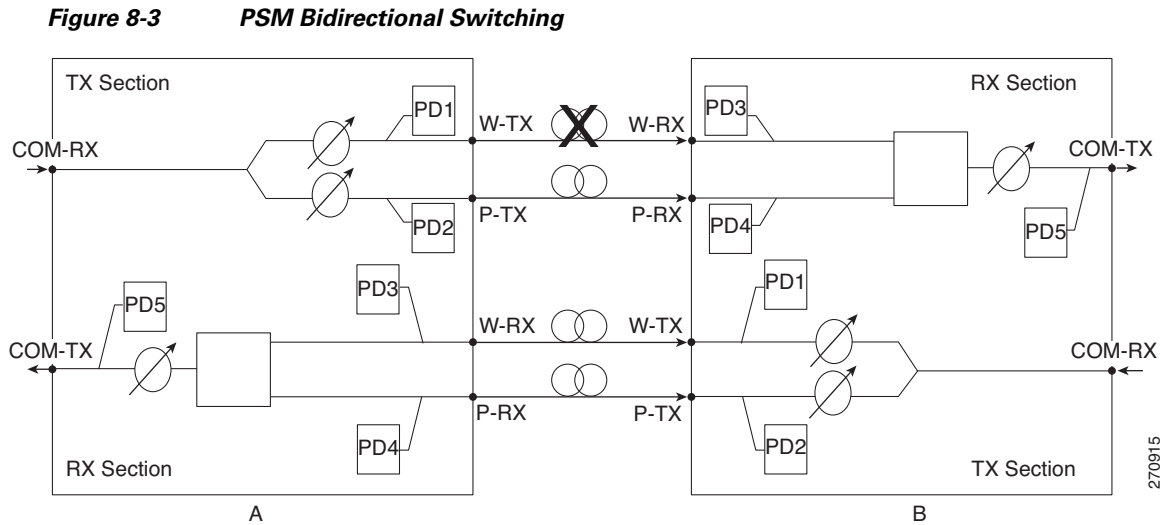 Figure 8-3 PSM Bidirectional Switching
TX Section
RX Section
PD1
PD3
W-TX
W-RX
COM-RX
COM-TX
P-TX
P-RX
PD2
PD4
PD5
PD3
PD1
PD5
W-RX
W-TX
COM-TX
COM-RX
P-RX
P-TX
PD4
PD2
RX Section
TX Section
270915
A
B